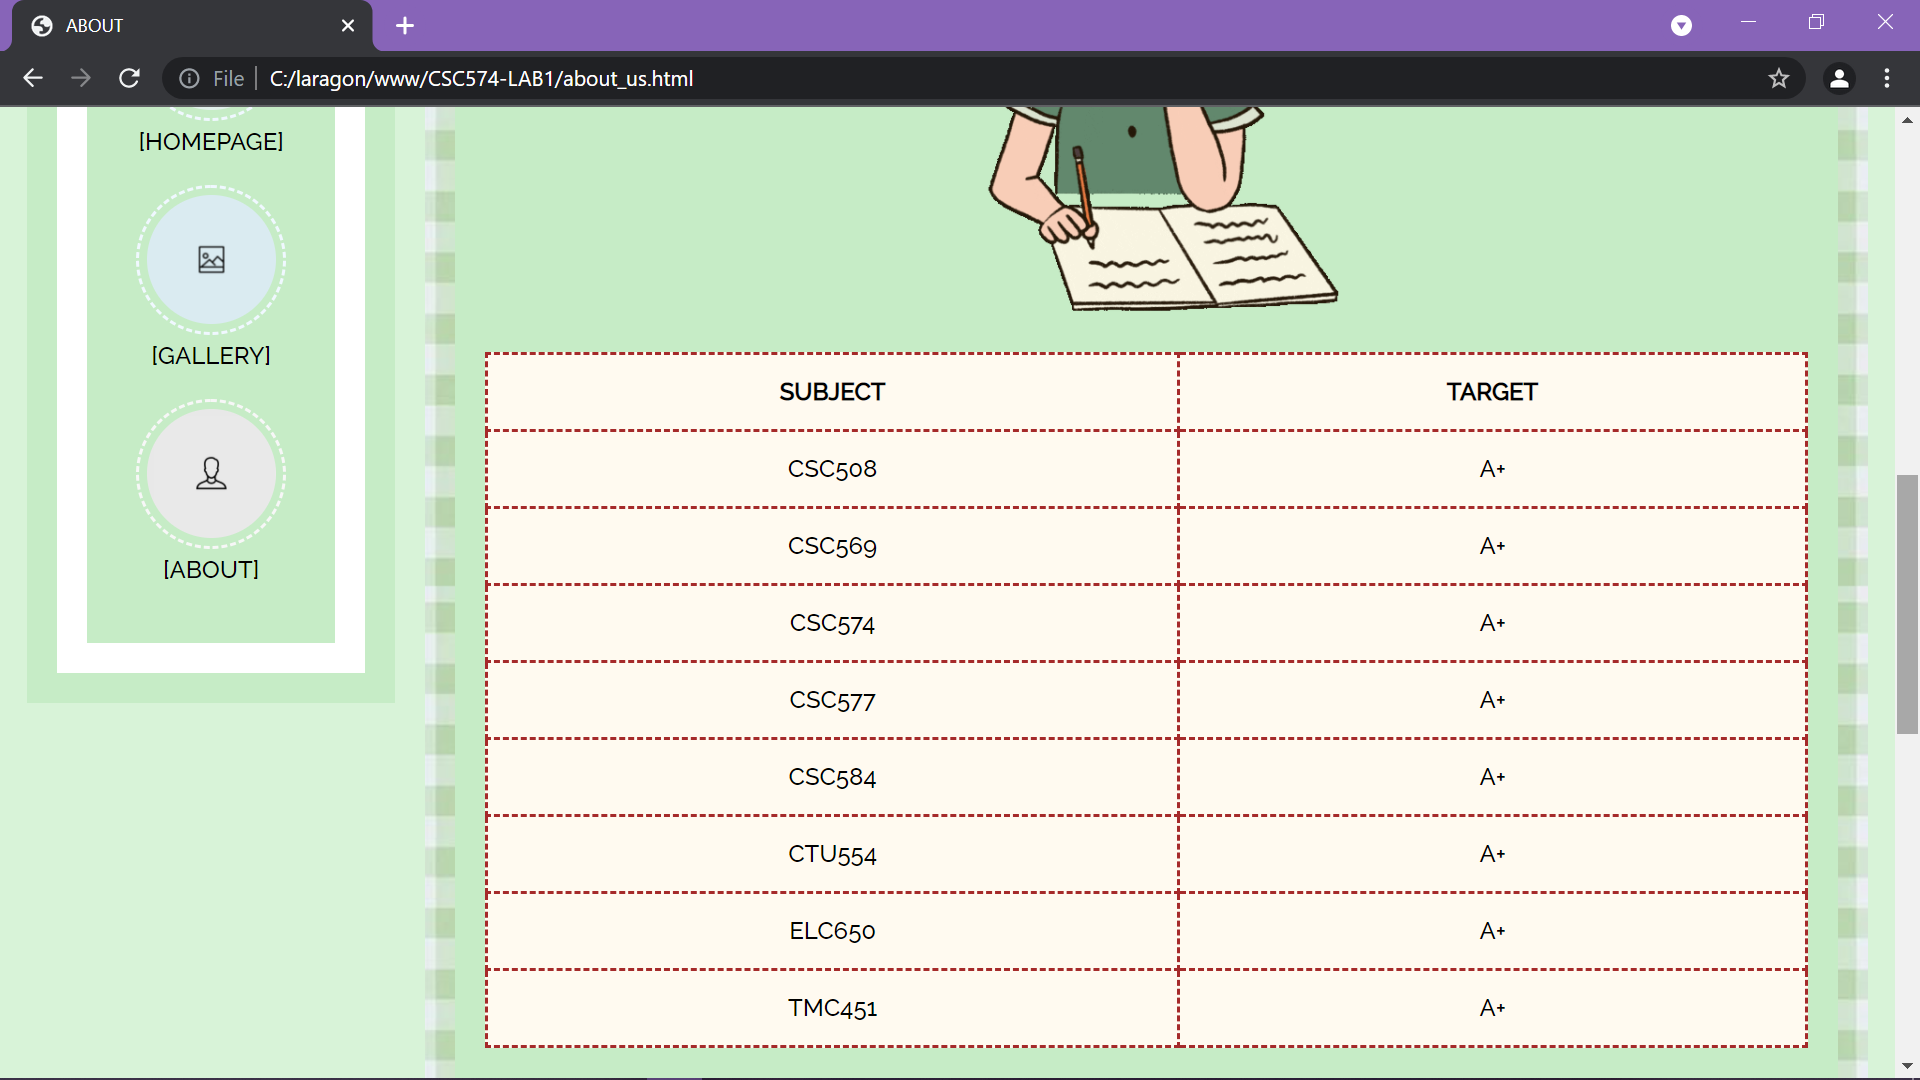 ABOUT
File C:/laragon/www/CSC574-LAB1/about_us.html
[HOMEPAGE]
[GALLERY]
[ABOUT]
SUBJECT TARGET
CSC508 A+
CSC569 A+
CSC574 A+
CSC577 A+
CSC584 A+
CTU554 A+
ELC650 A+
TMC451 A+